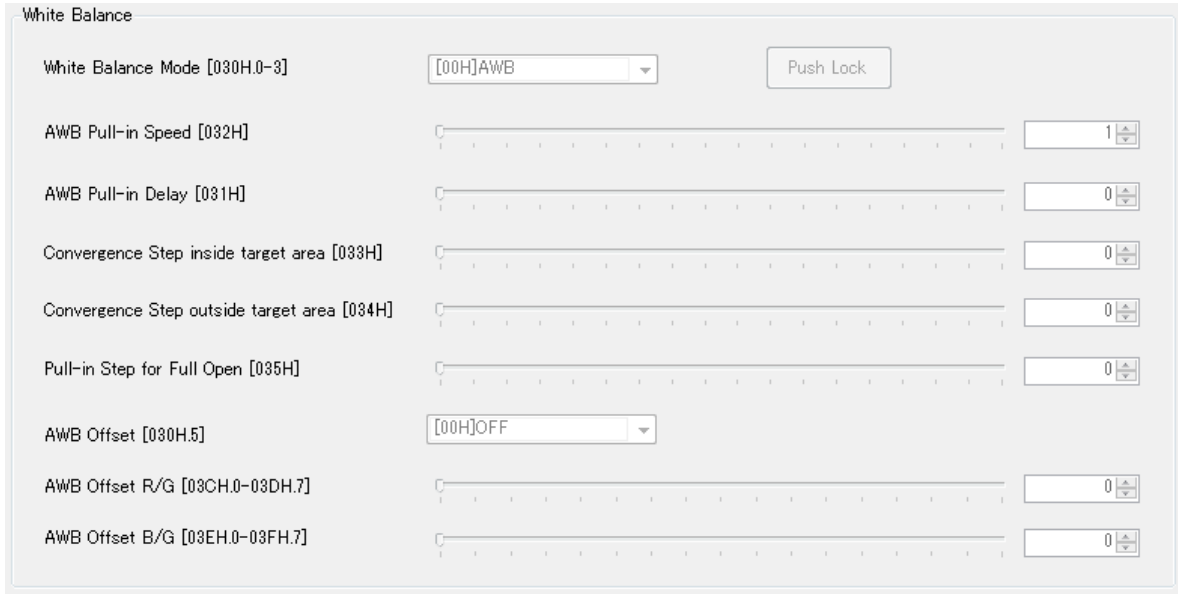 White Balance
White Balance Mode [030H.0-3] [00H]AWB Push Lock
AWB Pull-in Speed [032H] 1
AWB Pull-in Delay [031H] 0
Convergence Step inside target area [033H] 0
Convergence Step outside target area [034H] 0
Pull-in Step for Full Open [035H] 0
AWB Offset [030H.5] [00H]OFF
AWB Offset R/G [03CH.0-03DH.7] 0
AWB Offset B/G [03EH.0-03FH.7] 0